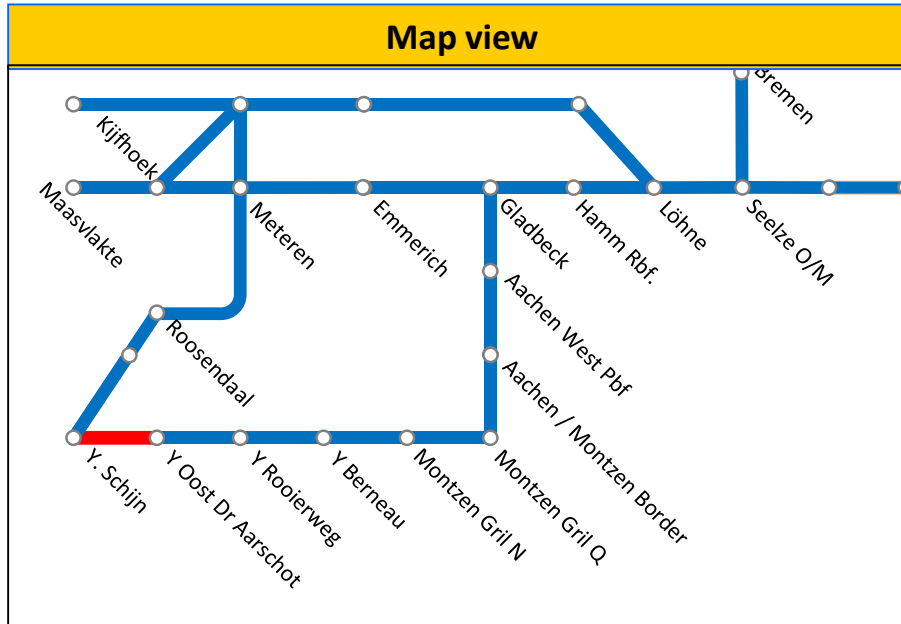 Map view
Bremen
Kijfhoek
Maasvlakte
Meteren
Emmerich
Gladbeck
Hamm Rbf.
Löhne
Seelze O/M
Aachen West Pbf
Roosendaal
Aachen / Montzen Border
Y. Schijn
Y Oost Dr Aarschot
Y Rooierweg
Y Berneau
Montzen Gril N
Montzen Gril Q